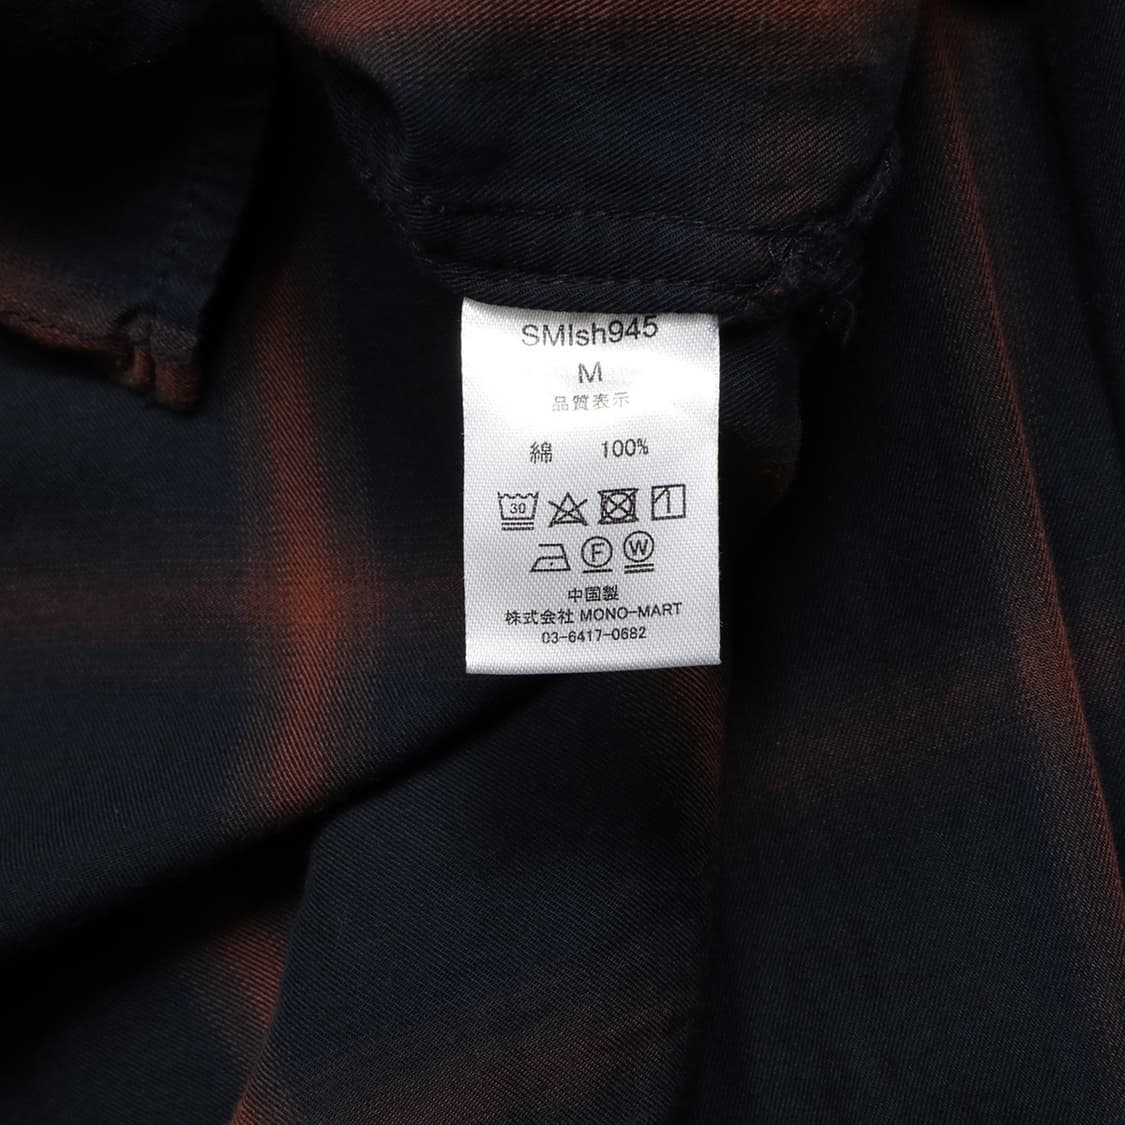 SMIsh945
M
品質表示
綿 100%
30
F W
中国製
株式会社 MONO-MART
03-6417-0682